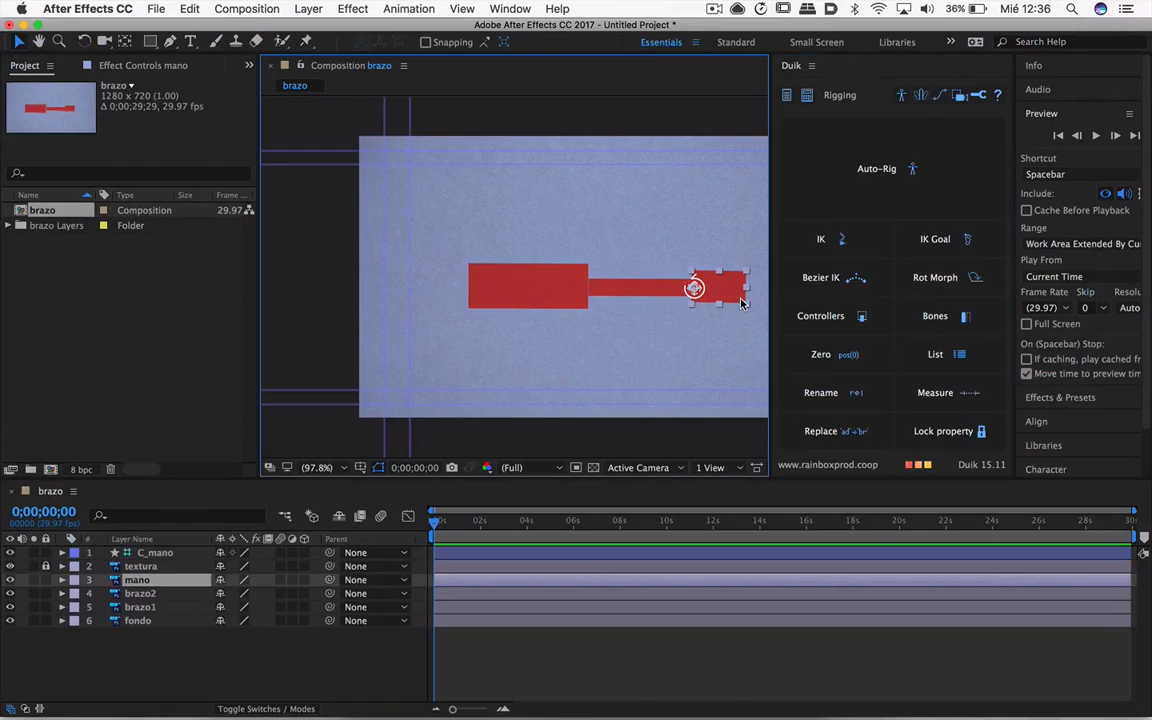 After Effects CC File Edit Composition Layer Effect Animation View Window Help 36% Mié 12:36
Adobe After Effects CC 2017 - Untitled Project *
Snapping Essentials Standard Small Screen Libraries Search Help
Project Effect Controls mano Composition brazo Duik Info
brazo
1280 x 720 (1.00)
Δ 0;00;29;29, 29.97 fps
brazo
Rigging
Audio
Preview
Shortcut
Spacebar
Include:
Cache Before Playback
Range
Work Area Extended By Cur
Play From
Current Time
Frame Rate Skip Resol
(29.97) 0 Auto
Full Screen
On (Spacebar) Stop:
If caching, play cached fr
Move time to preview tim
Effects & Presets
Align
Libraries
Character
Auto-Rig
IK IK Goal
Bezier IK Rot Morph
Controllers Bones
Zero pos(0) List
Rename Measure
Replace Lock property
www.rainboxprod.coop Duik 15.11
Name Type Size Frame ...
brazo Composition 29.97
brazo Layers Folder
8 bpc
(97.8%) 0;00;00;00 (Full) Active Camera 1 View
brazo
0;00;00;00
00000 (29.97 fps)
02s 04s 06s 08s 10s 12s 14s 16s 18s 20s 22s 24s 26s 28s 30s
# Layer Name Parent
1 C_mano None
2 textura None
3 mano None
4 brazo2 None
5 brazo1 None
6 fondo None
Toggle Switches / Modes